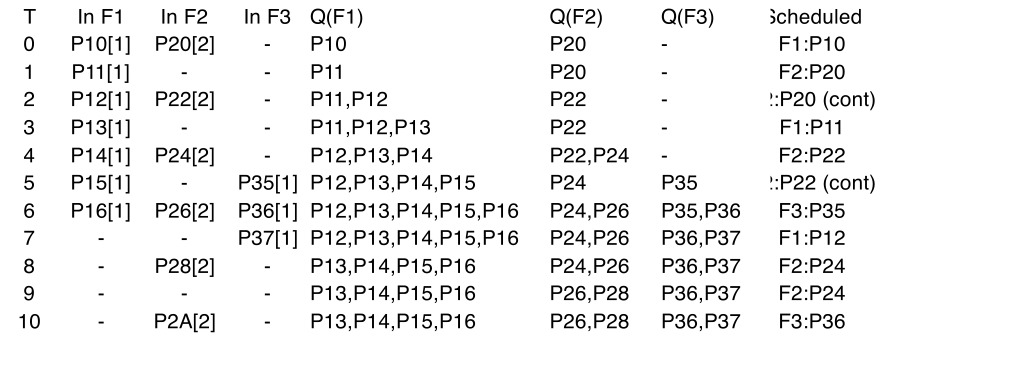 T In F1 In F2 In F3 Q(F1) Q(F2) Q(F3) Scheduled
0 P10[1] P20[2] - P10 P20 - F1:P10
1 P11[1] - - P11 P20 - F2:P20
2 P12[1] P22[2] - P11,P12 P22 - 2:P20 (cont)
3 P13[1] - - P11,P12,P13 P22 - F1:P11
4 P14[1] P24[2] - P12,P13,P14 P22,P24 - F2:P22
5 P15[1] - P35[1] P12,P13,P14,P15 P24 P35 2:P22 (cont)
6 P16[1] P26[2] P36[1] P12,P13,P14,P15,P16 P24,P26 P35,P36 F3:P35
7 - - P37[1] P12,P13,P14,P15,P16 P24,P26 P36,P37 F1:P12
8 - P28[2] - P13,P14,P15,P16 P24,P26 P36,P37 F2:P24
9 - - - P13,P14,P15,P16 P26,P28 P36,P37 F2:P24
10 - P2A[2] - P13,P14,P15,P16 P26,P28 P36,P37 F3:P36